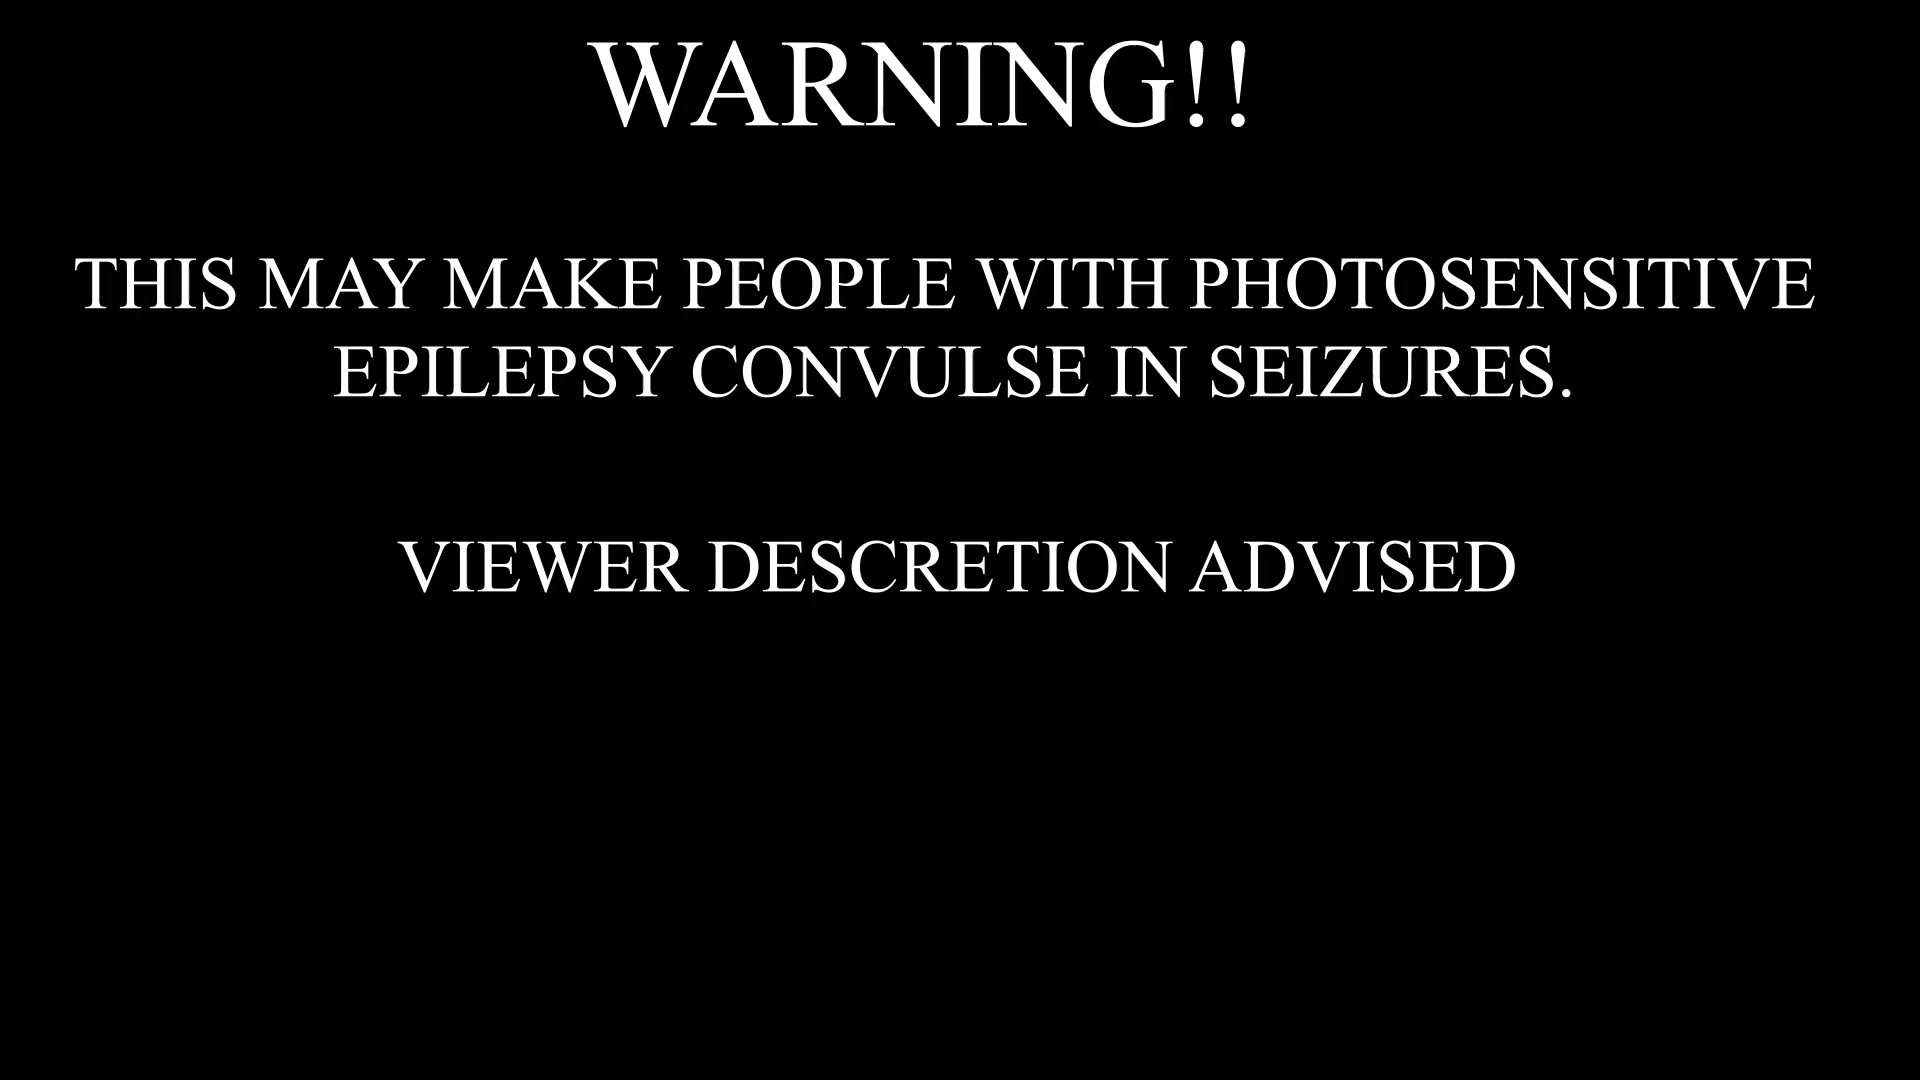 WARNING!!
THIS MAY MAKE PEOPLE WITH PHOTOSENSITIVE
EPILEPSY CONVULSE IN SEIZURES.
VIEWER DESCRETION ADVISED